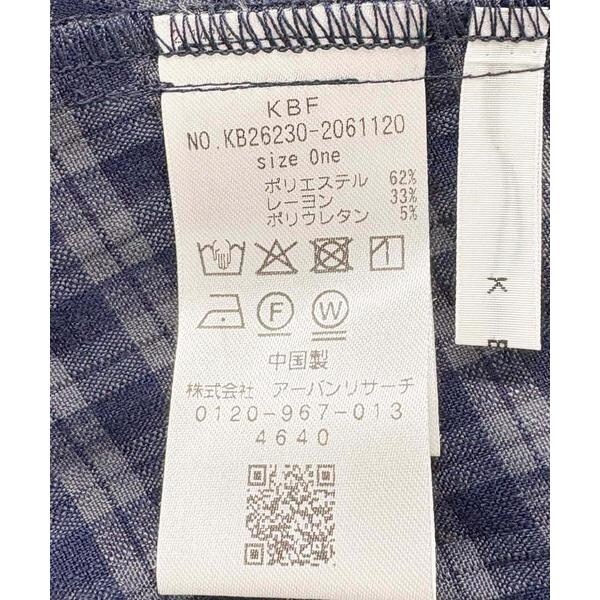 KBF
NO.KB26230-2061120
size One
ポリエステル 62%
レーヨン 33%
ポリウレタン 5%
F W
中国製
株式会社 アーバンリサーチ
0120-967-013
4640
K